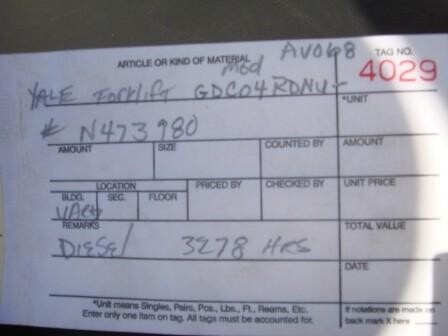 ARTICLE OR KIND OF MATERIAL
TAG NO.
4029
YALE Forklift Mod GDC04RDNU-
AV068
*UNIT
# N473980
AMOUNT SIZE COUNTED BY AMOUNT
LOCATION PRICED BY CHECKED BY UNIT PRICE
BLDG. SEC. FLOOR
REMARKS TOTAL VALUE
Diesel 3278 HRS
DATE
*Unit means Singles, Pairs, Pcs., Lbs., Ft., Reams, Etc.
Enter only one item on tag. All tags must be accounted for.
If notations are made on
back mark X here